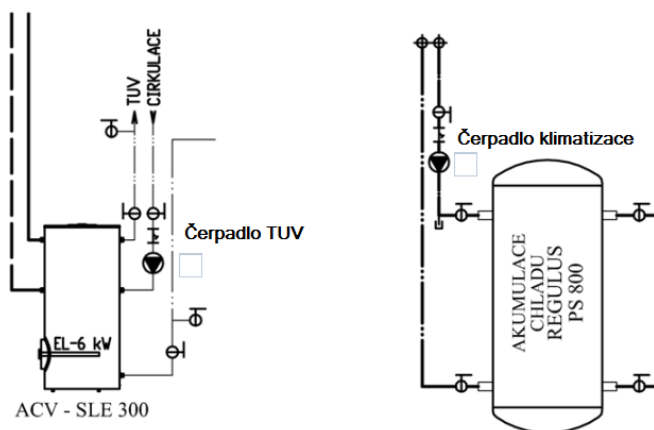 TUV
CIRKULACE
Čerpadlo TUV
EL-6 kW
ACV - SLE 300
Čerpadlo klimatizace
AKUMULACE
CHLADU
REGULUS
PS 800